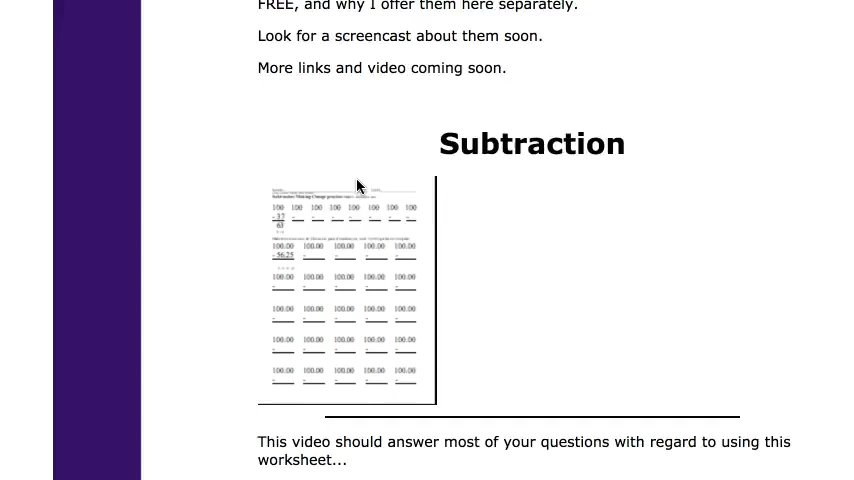 FREE, and why I offer them here separately.
Look for a screencast about them soon.
More links and video coming soon.
Subtraction
Subtraction Making Change practice
100 100 100 100 100 100 100 100
- 37 - - - - - - -
63
100.00 100.00 100.00 100.00 100.00
- 56.25 - - - -
100.00 100.00 100.00 100.00 100.00
- - - - -
100.00 100.00 100.00 100.00 100.00
- - - - -
100.00 100.00 100.00 100.00 100.00
- - - - -
100.00 100.00 100.00 100.00 100.00
- - - - -
This video should answer most of your questions with regard to using this
worksheet...